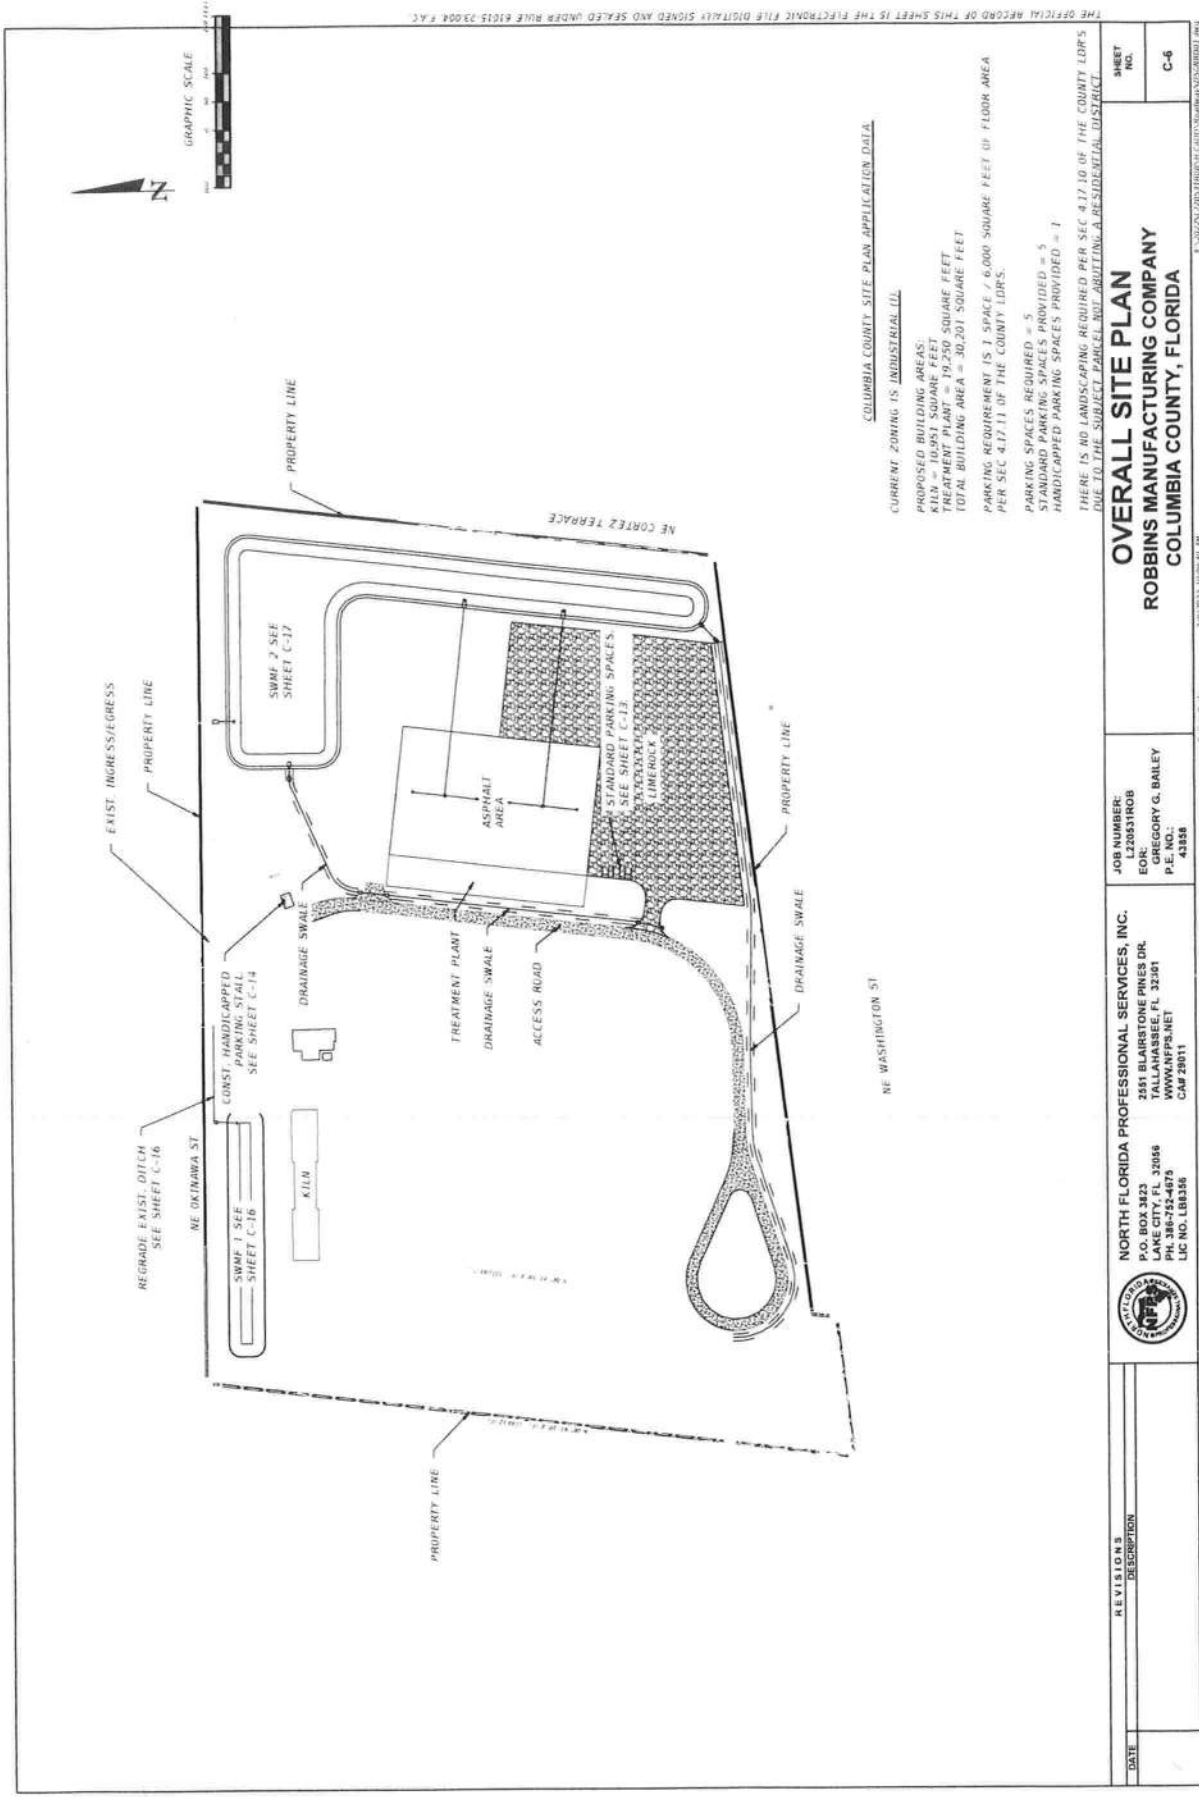 THE OFFICIAL RECORD OF THIS SHEET IS THE ELECTRONIC FILE DIGITALLY SIGNED AND SEALED UNDER RULE 61G15-23.004 F.A.C.
GRAPHIC SCALE
N
EXIST. INGRESS/EGRESS
PROPERTY LINE
PROPERTY LINE
REGRADE EXIST. DITCH
SEE SHEET C-16
NE OKINAWA ST
CONST. HANDICAPPED
PARKING STALL
SEE SHEET C-14
SWMF 1 SEE
SHEET C-16
KILN
DRAINAGE SWALE
SWMF 2 SEE
SHEET C-17
NE CORTEZ TERRACE
TREATMENT PLANT
DRAINAGE SWALE
ACCESS ROAD
ASPHALT
AREA
STANDARD PARKING SPACES.
SEE SHEET C-13.
LIMEROCK
PROPERTY LINE
PROPERTY LINE
DRAINAGE SWALE
NE WASHINGTON ST
COLUMBIA COUNTY SITE PLAN APPLICATION DATA
CURRENT ZONING IS INDUSTRIAL (I).
PROPOSED BUILDING AREAS:
KILN = 10,951 SQUARE FEET
TREATMENT PLANT = 19,250 SQUARE FEET
TOTAL BUILDING AREA = 30,201 SQUARE FEET
PARKING REQUIREMENT IS 1 SPACE / 6,000 SQUARE FEET OF FLOOR AREA
PER SEC 4.17.11 OF THE COUNTY LDR'S.
PARKING SPACES REQUIRED = 5
STANDARD PARKING SPACES PROVIDED = 5
HANDICAPPED PARKING SPACES PROVIDED = 1
THERE IS NO LANDSCAPING REQUIRED PER SEC 4.17.10 OF THE COUNTY LDR'S
DUE TO THE SUBJECT PARCEL NOT ABUTTING A RESIDENTIAL DISTRICT.
REVISIONS
DATE
DESCRIPTION
NORTH FLORIDA
NFPS
NORTH FLORIDA PROFESSIONAL SERVICES, INC.
P.O. BOX 3823
LAKE CITY, FL 32056
PH. 386-752-4675
LIC NO. LB8356
2551 BLAIRSTONE PINES DR.
TALLAHASSEE, FL 32301
WWW.NFPS.NET
CA# 29011
JOB NUMBER:
L220531ROB
EOR:
GREGORY G. BAILEY
P.E. NO.:
43858
OVERALL SITE PLAN
ROBBINS MANUFACTURING COMPANY
COLUMBIA COUNTY, FLORIDA
SHEET
NO.
C-6